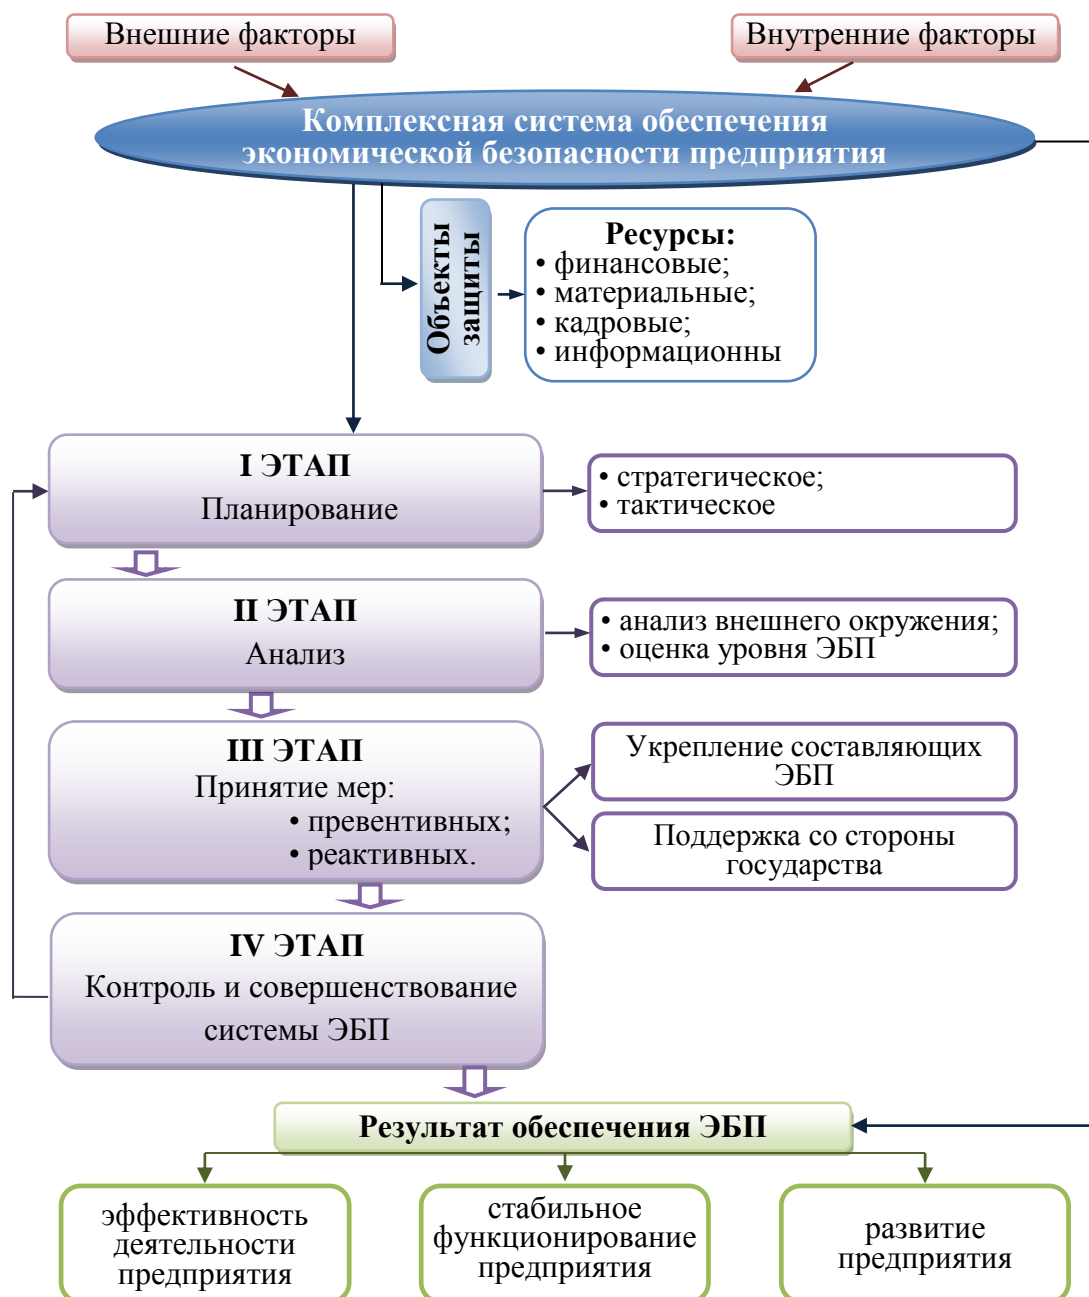 Внешние факторы
Внутренние факторы
Комплексная система обеспечения
экономической безопасности предприятия
Объекты
защиты
Ресурсы:
• финансовые;
• материальные;
• кадровые;
• информационны
I ЭТАП
Планирование
• стратегическое;
• тактическое
II ЭТАП
Анализ
• анализ внешнего окружения;
• оценка уровня ЭБП
III ЭТАП
Принятие мер:
• превентивных;
• реактивных.
Укрепление составляющих
ЭБП
Поддержка со стороны
государства
IV ЭТАП
Контроль и совершенствование
системы ЭБП
Результат обеспечения ЭБП
эффективность
деятельности
предприятия
стабильное
функционирование
предприятия
развитие
предприятия